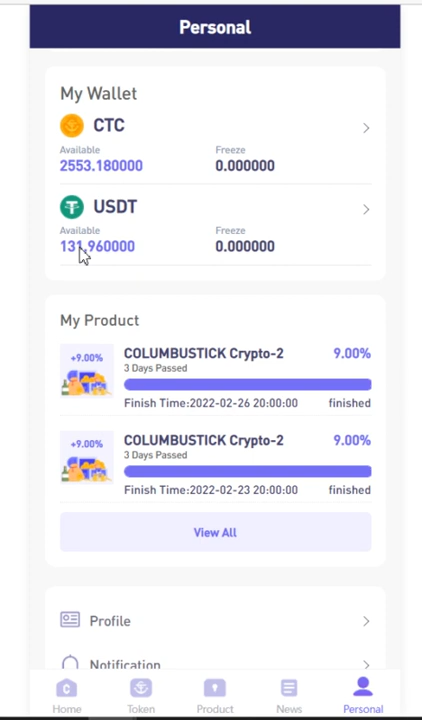 Personal
My Wallet
CTC
Available Freeze
2553.180000 0.000000
USDT
Available Freeze
131.960000 0.000000
My Product
+9.00%
COLUMBUSTICK Crypto-2 9.00%
3 Days Passed
Finish Time:2022-02-26 20:00:00 finished
+9.00%
COLUMBUSTICK Crypto-2 9.00%
3 Days Passed
Finish Time:2022-02-23 20:00:00 finished
View All
Profile
Notification
Home Token Product News Personal